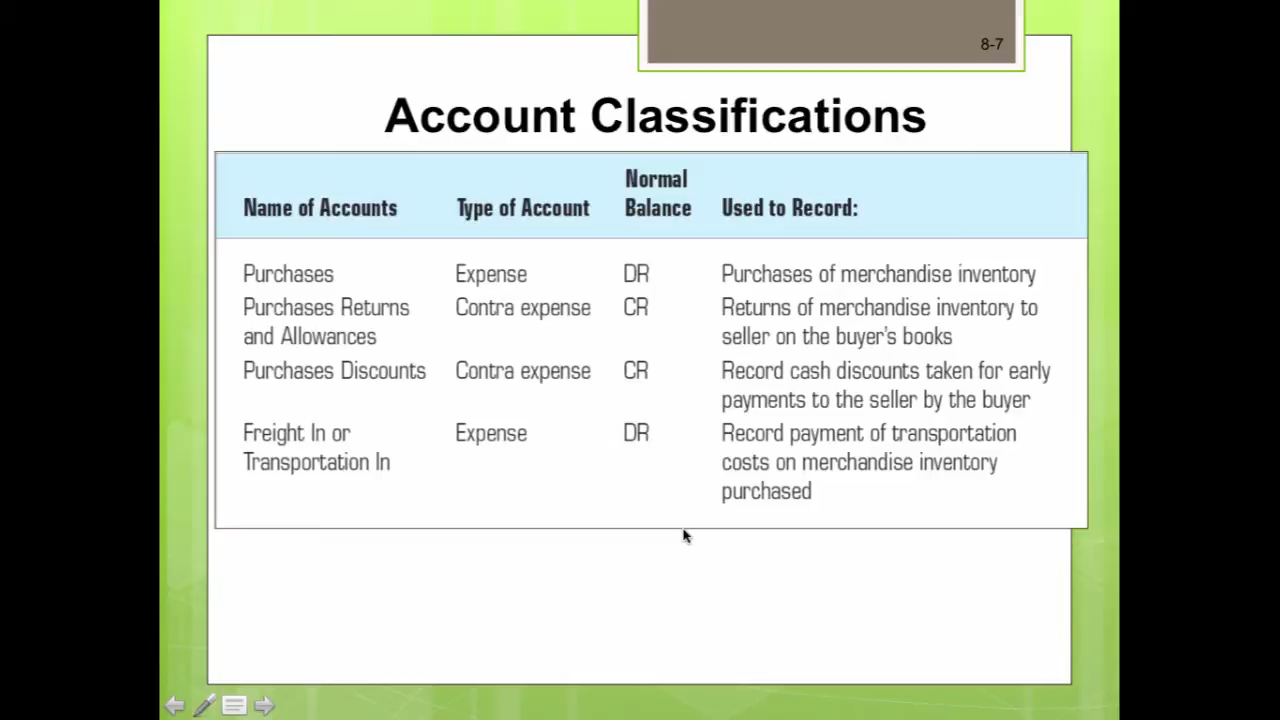 8-7
Account Classifications
Normal
Name of Accounts Type of Account Balance Used to Record:
Purchases Expense DR Purchases of merchandise inventory
Purchases Returns Contra expense CR Returns of merchandise inventory to
and Allowances seller on the buyer's books
Purchases Discounts Contra expense CR Record cash discounts taken for early
payments to the seller by the buyer
Freight In or Expense DR Record payment of transportation
Transportation In costs on merchandise inventory
purchased